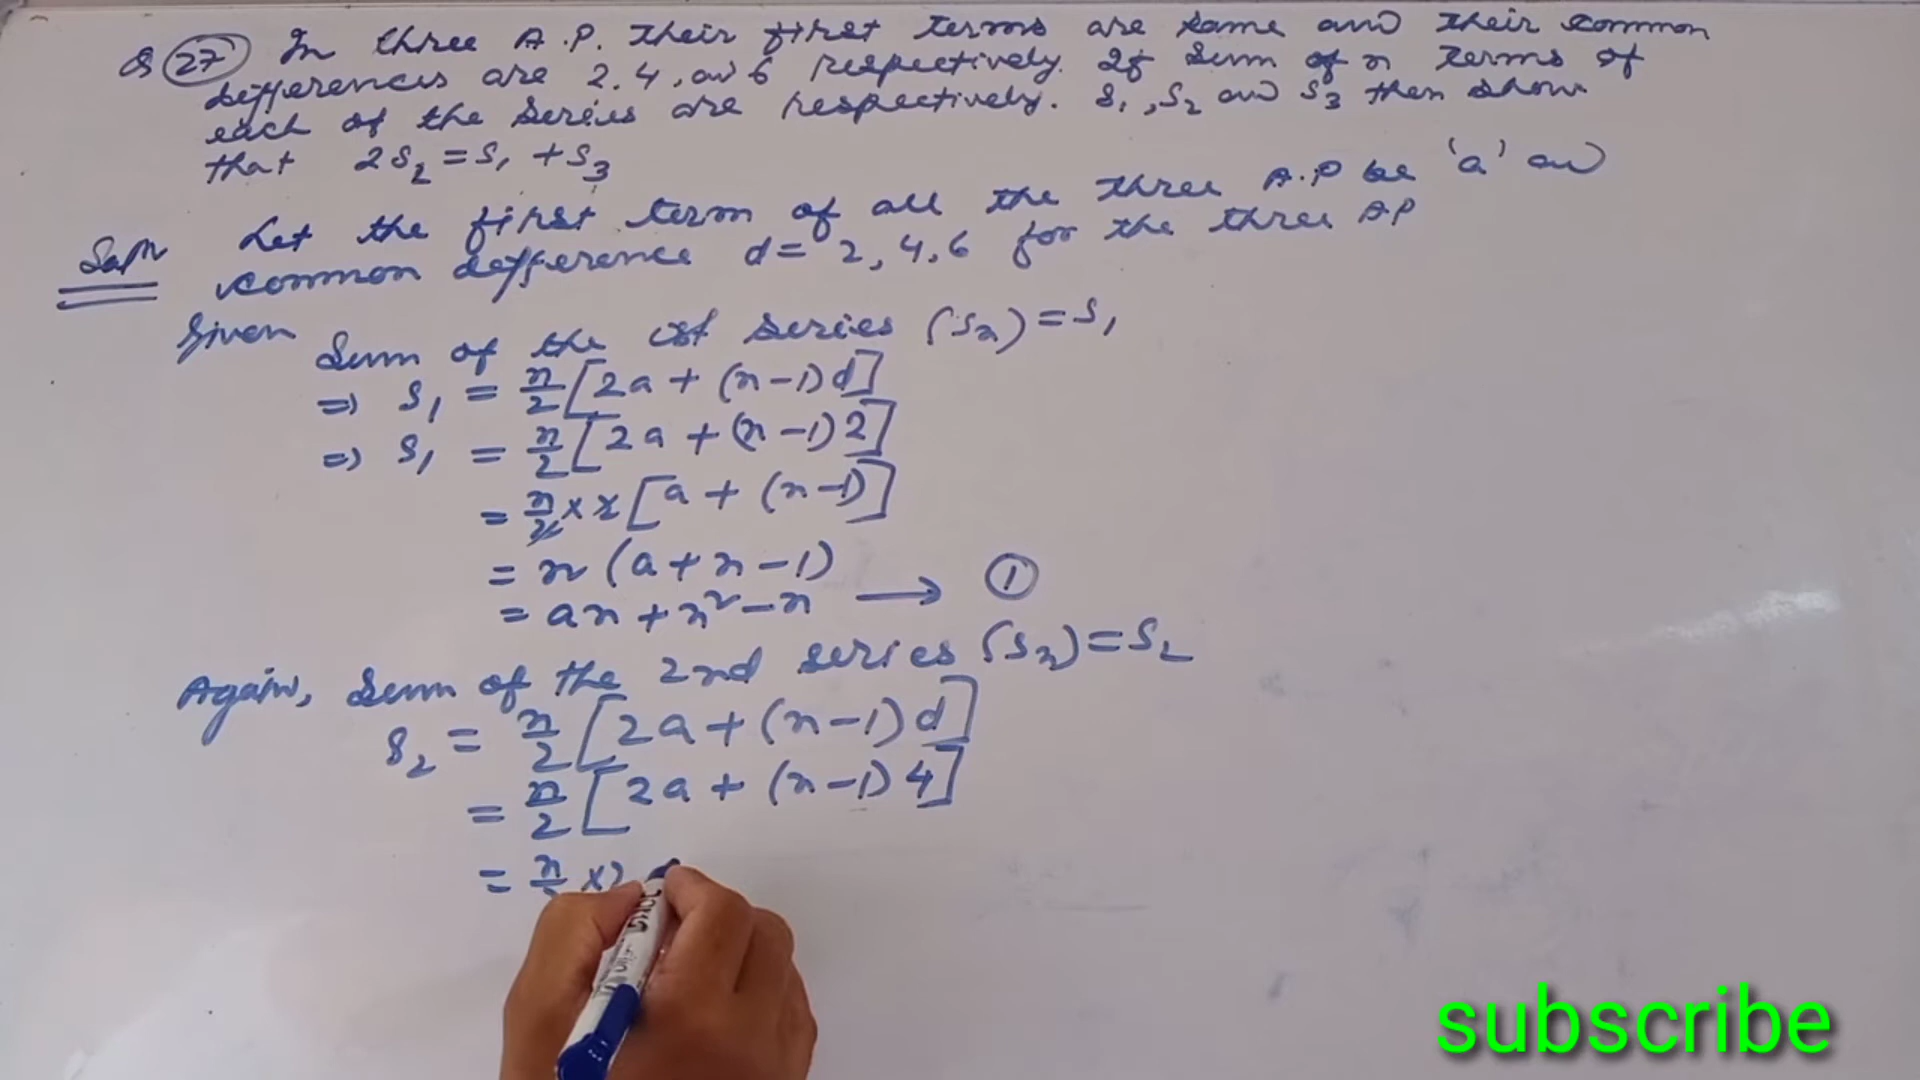 Q 27 In three A.P. their first terms are same and their common
differences are 2, 4, and 6 respectively. If sum of n terms of
each of the series are respectively. S₁, S₂ and S₃ then show
that 2S₂ = S₁ + S₃
Soln Let the first term of all the three A.P be 'a' and
common difference d = 2, 4, 6 for the three AP
Given Sum of the 1st series (Sn) = S₁
=> S₁ = n/2 [2a + (n-1)d]
=> S₁ = n/2 [2a + (n-1)2]
= n/2 × 2 [a + (n-1)]
= n (a + n - 1)
= an + n² - n ⟶ ①
Again, Sum of the 2nd series (Sn) = S₂
S₂ = n/2 [2a + (n-1)d]
= n/2 [2a + (n-1)4]
= n/2 × 2
subscribe